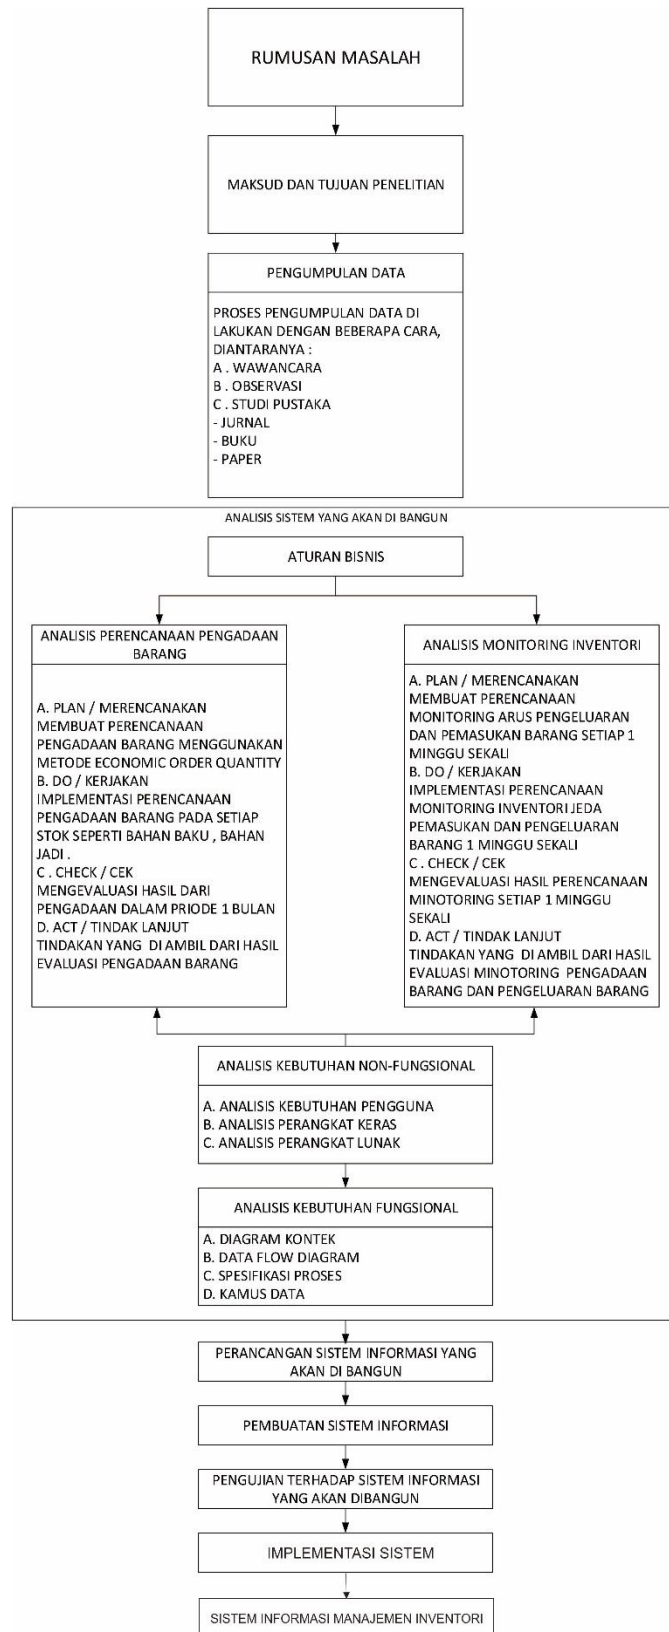 RUMUSAN MASALAH
MAKSUD DAN TUJUAN PENELITIAN
PENGUMPULAN DATA
PROSES PENGUMPULAN DATA DI
LAKUKAN DENGAN BEBERAPA CARA,
DIANTARANYA :
A . WAWANCARA
B . OBSERVASI
C . STUDI PUSTAKA
- JURNAL
- BUKU
- PAPER
ANALISIS SISTEM YANG AKAN DI BANGUN
ATURAN BISNIS
ANALISIS PERENCANAAN PENGADAAN
BARANG
A. PLAN / MERENCANAKAN
MEMBUAT PERENCANAAN
PENGADAAN BARANG MENGGUNAKAN
METODE ECONOMIC ORDER QUANTITY
B. DO / KERJAKAN
IMPLEMENTASI PERENCANAAN
PENGADAAN BARANG PADA SETIAP
STOK SEPERTI BAHAN BAKU , BAHAN
JADI .
C . CHECK / CEK
MENGEVALUASI HASIL DARI
PENGADAAN DALAM PRIODE 1 BULAN
D. ACT / TINDAK LANJUT
TINDAKAN YANG DI AMBIL DARI HASIL
EVALUASI PENGADAAN BARANG
ANALISIS MONITORING INVENTORI
A. PLAN / MERENCANAKAN
MEMBUAT PERENCANAAN
MONITORING ARUS PENGELUARAN
DAN PEMASUKAN BARANG SETIAP 1
MINGGU SEKALI
B. DO / KERJAKAN
IMPLEMENTASI PERENCANAAN
MONITORING INVENTORI JEDA
PEMASUKAN DAN PENGELUARAN
BARANG 1 MINGGU SEKALI
C . CHECK / CEK
MENGEVALUASI HASIL PERENCANAAN
MINOTORING SETIAP 1 MINGGU
SEKALI
D. ACT / TINDAK LANJUT
TINDAKAN YANG DI AMBIL DARI HASIL
EVALUASI MINOTORING PENGADAAN
BARANG DAN PENGELUARAN BARANG
ANALISIS KEBUTUHAN NON-FUNGSIONAL
A. ANALISIS KEBUTUHAN PENGGUNA
B. ANALISIS PERANGKAT KERAS
C. ANALISIS PERANGKAT LUNAK
ANALISIS KEBUTUHAN FUNGSIONAL
A. DIAGRAM KONTEK
B. DATA FLOW DIAGRAM
C. SPESIFIKASI PROSES
D. KAMUS DATA
PERANCANGAN SISTEM INFORMASI YANG
AKAN DI BANGUN
PEMBUATAN SISTEM INFORMASI
PENGUJIAN TERHADAP SISTEM INFORMASI
YANG AKAN DIBANGUN
IMPLEMENTASI SISTEM
SISTEM INFORMASI MANAJEMEN INVENTORI